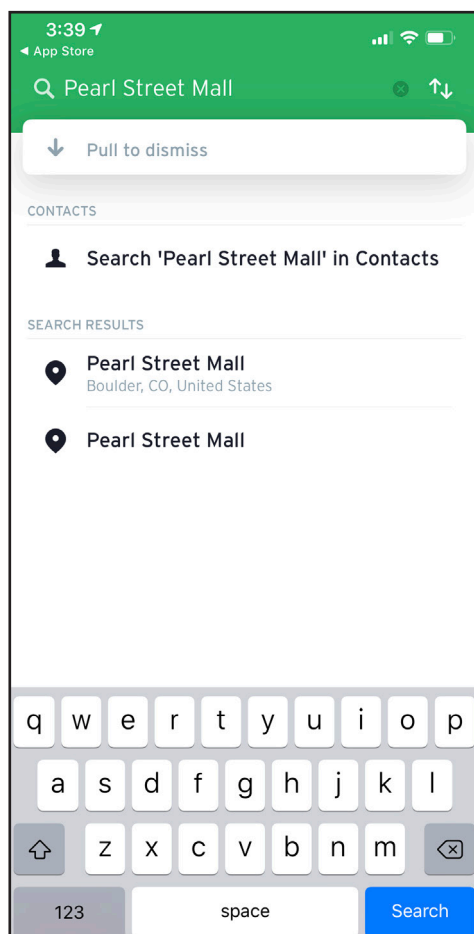 3:39
◀ App Store
Pearl Street Mall
Pull to dismiss
CONTACTS
Search 'Pearl Street Mall' in Contacts
SEARCH RESULTS
Pearl Street Mall
Boulder, CO, United States
Pearl Street Mall
q w e r t y u i o p
a s d f g h j k l
z x c v b n m
123 space Search